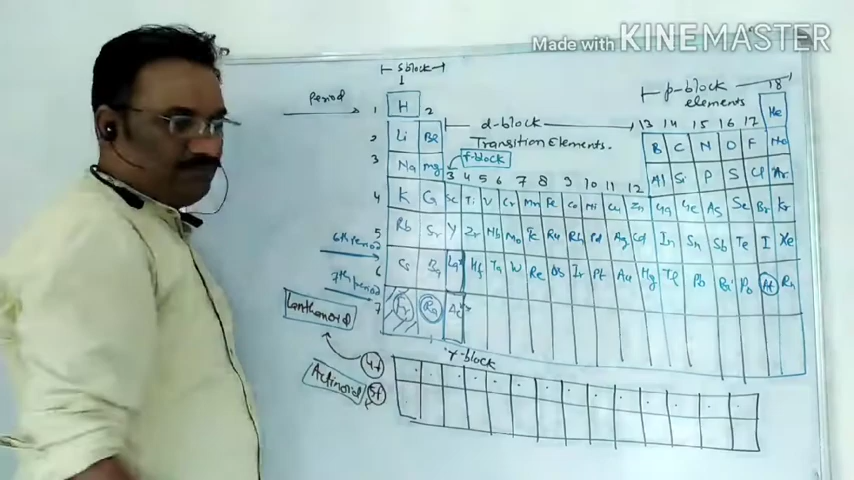 Made with KINEMASTER
s block
p-block
elements
18
Period
1 H 2
d-block
13 14 15 16 17 He
2 Li Be
Transition Elements.
B C N O F Ne
3 Na Mg
f-block
3 4 5 6 7 8 9 10 11 12
Al Si P S Cl Ar
4 K Ca Sc Ti V Cr Mn Fe Co Ni Cu Zn Ga Ge As Se Br Kr
5 Rb Sr Y Zr Nb Mo Tc Ru Rh Pd Ag Cd In Sn Sb Te I Xe
6th period
6 Cs Ba La* Hf Ta W Re Os Ir Pt Au Hg Tl Pb Bi Po At Rn
7th period
7 Fr Ra Ac*
Lanthanoid
f-block
4f
Actinoid
5f